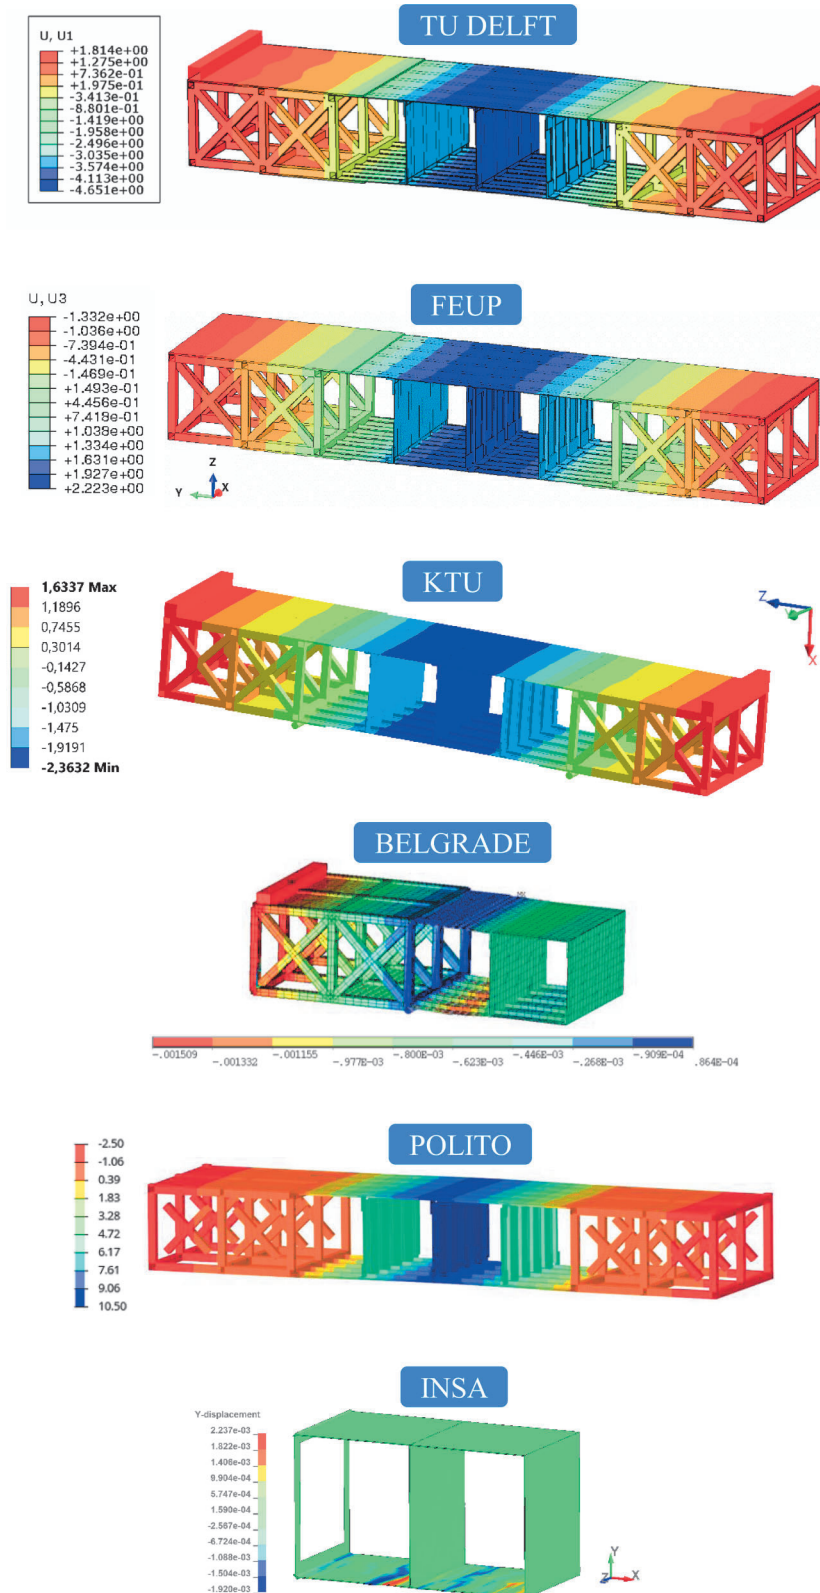 TU DELFT
U, U1
+1.814e+00
+1.275e+00
+7.362e-01
+1.975e-01
-3.413e-01
-8.801e-01
-1.419e+00
-1.958e+00
-2.496e+00
-3.035e+00
-3.574e+00
-4.113e+00
-4.651e+00
FEUP
U, U3
-1.332e+00
-1.036e+00
-7.394e-01
-4.431e-01
-1.469e-01
+1.493e-01
+4.456e-01
+7.418e-01
+1.038e+00
+1.334e+00
+1.631e+00
+1.927e+00
+2.223e+00
Z
Y
X
KTU
1,6337 Max
1,1896
0,7455
0,3014
-0,1427
-0,5868
-1,0309
-1,475
-1,9191
-2,3632 Min
Z
X
BELGRADE
-.001509
-.001332
-.001155
-.977E-03
-.800E-03
-.623E-03
-.446E-03
-.268E-03
-.909E-04
.864E-04
POLITO
-2.50
-1.06
0.39
1.83
3.28
4.72
6.17
7.61
9.06
10.50
INSA
Y-displacement
2.237e-03
1.822e-03
1.406e-03
9.904e-04
5.747e-04
1.590e-04
-2.567e-04
-6.724e-04
-1.088e-03
-1.504e-03
-1.920e-03
Y
Z
X